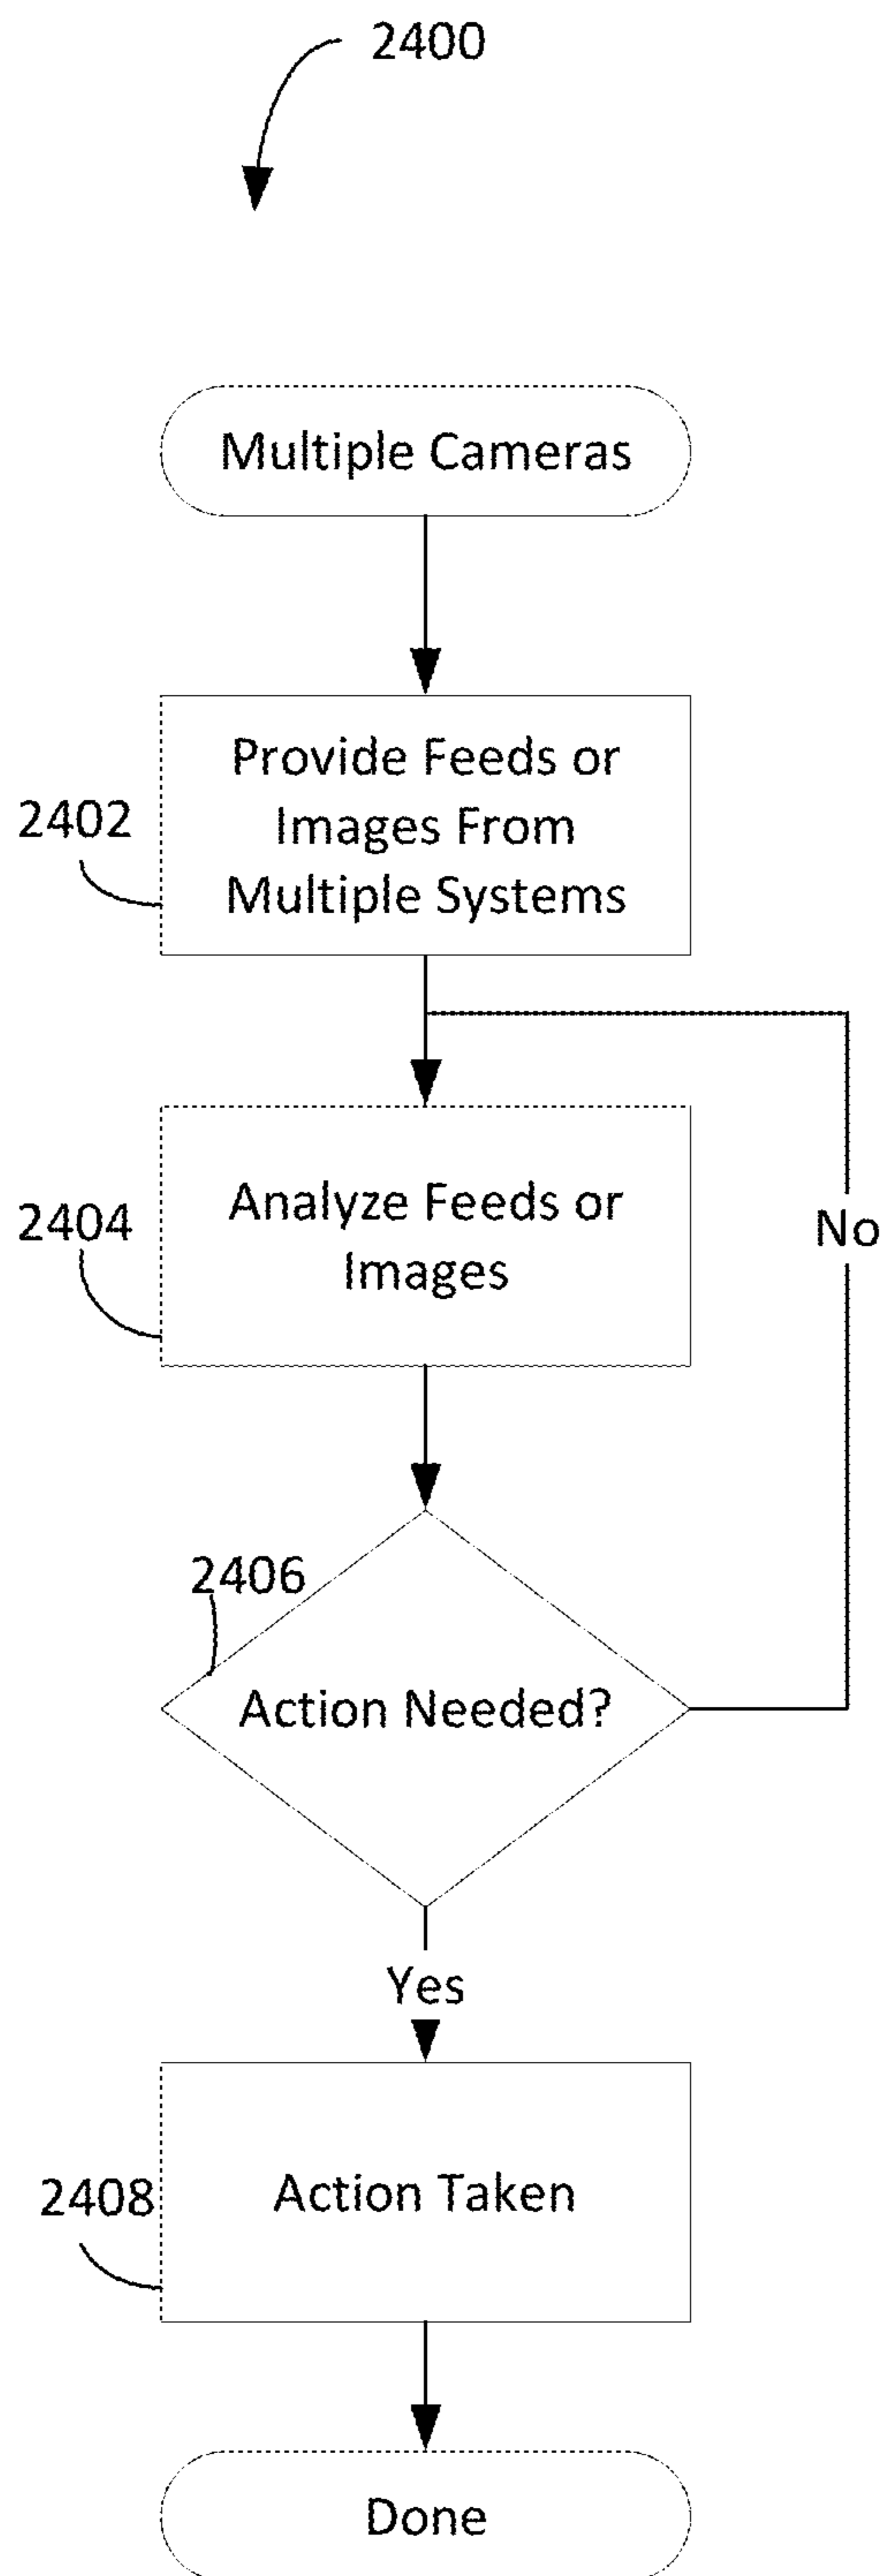 2400
Multiple Cameras
Provide Feeds or
Images From
Multiple Systems
2402
Analyze Feeds or
Images
2404
No
2406
Action Needed?
Yes
Action Taken
2408
Done